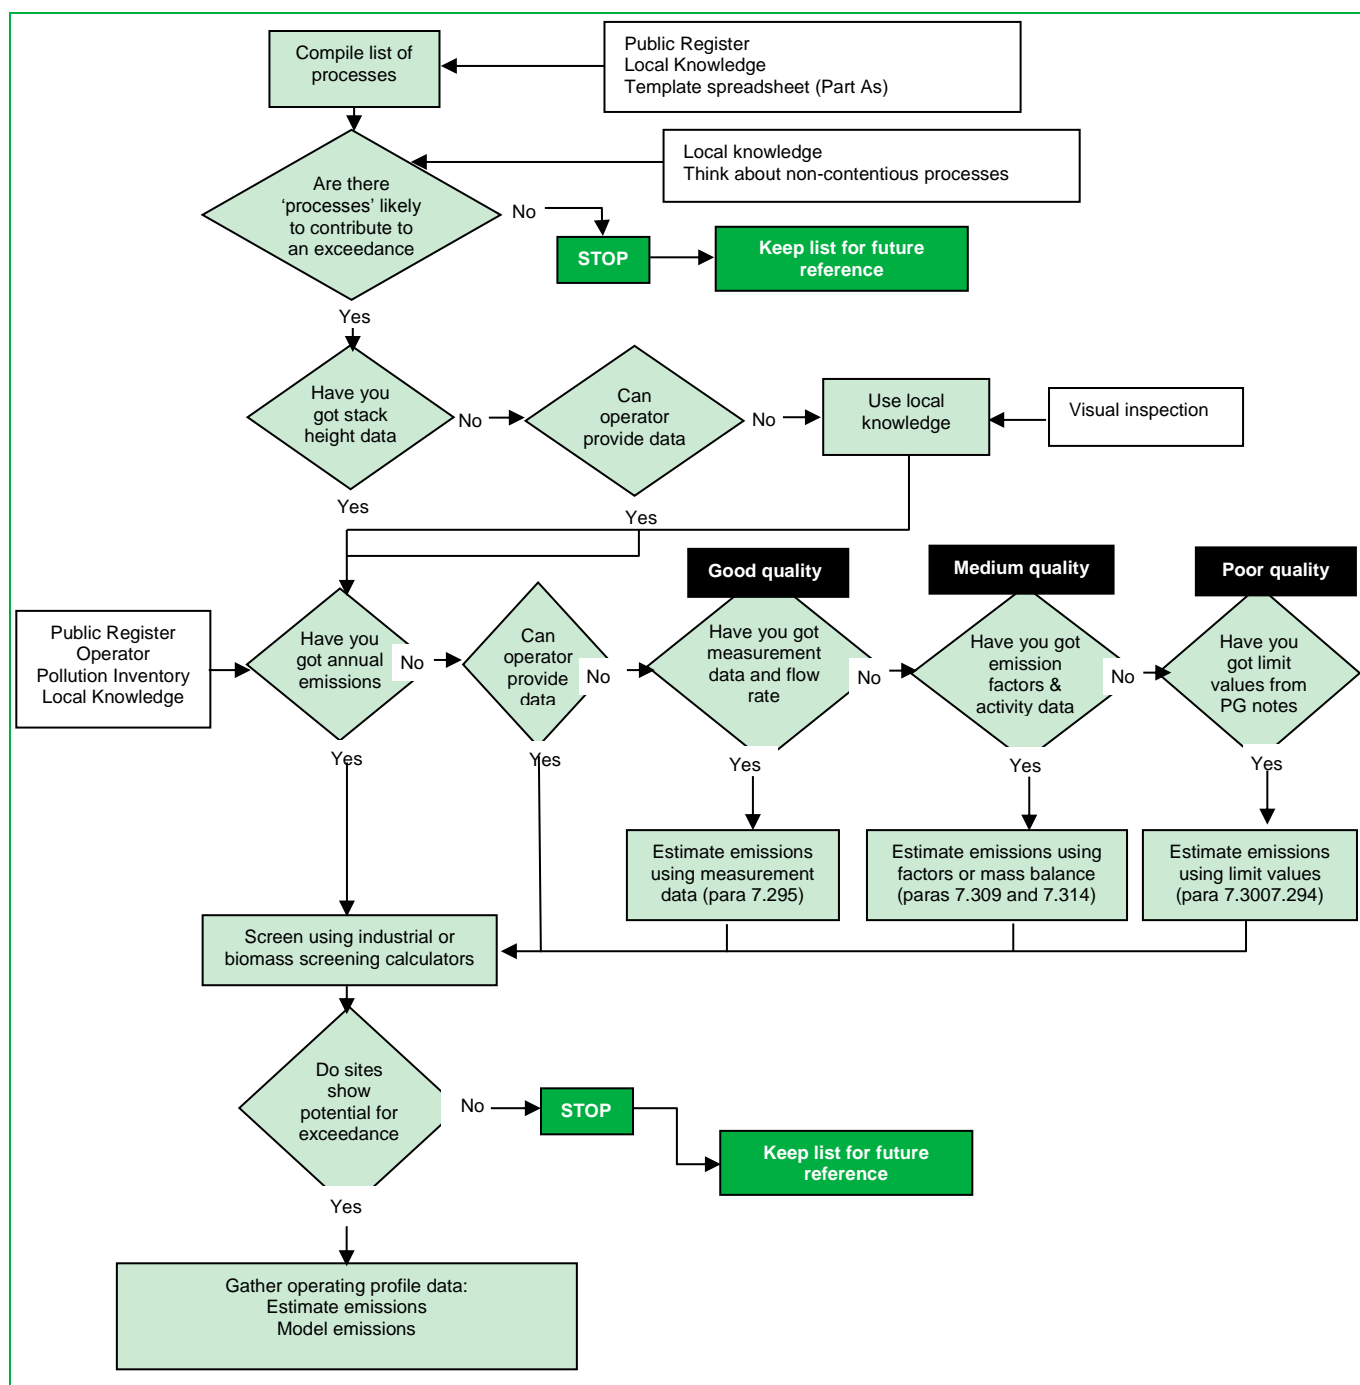 Compile list of
processes
Public Register
Local Knowledge
Template spreadsheet (Part As)
Local knowledge
Think about non-contentious processes
Are there
‘processes’ likely
to contribute to
an exceedance
No
STOP
Keep list for future
reference
Yes
Have you
got stack
height data
No
Can
operator
provide data
No
Use local
knowledge
Visual inspection
Yes
Yes
Good quality
Medium quality
Poor quality
Public Register
Operator
Pollution Inventory
Local Knowledge
Have you
got annual
emissions
No
Can
operator
provide
data
No
Have you got
measurement
data and flow
rate
No
Have you got
emission
factors &
activity data
No
Have you
got limit
values from
PG notes
Yes
Yes
Yes
Yes
Yes
Estimate emissions
using measurement
data (para 7.295)
Estimate emissions using
factors or mass balance
(paras 7.309 and 7.314)
Estimate emissions
using limit values
(para 7.3007.294)
Screen using industrial or
biomass screening calculators
Do sites
show
potential for
exceedance
No
STOP
Keep list for future
reference
Yes
Gather operating profile data:
Estimate emissions
Model emissions